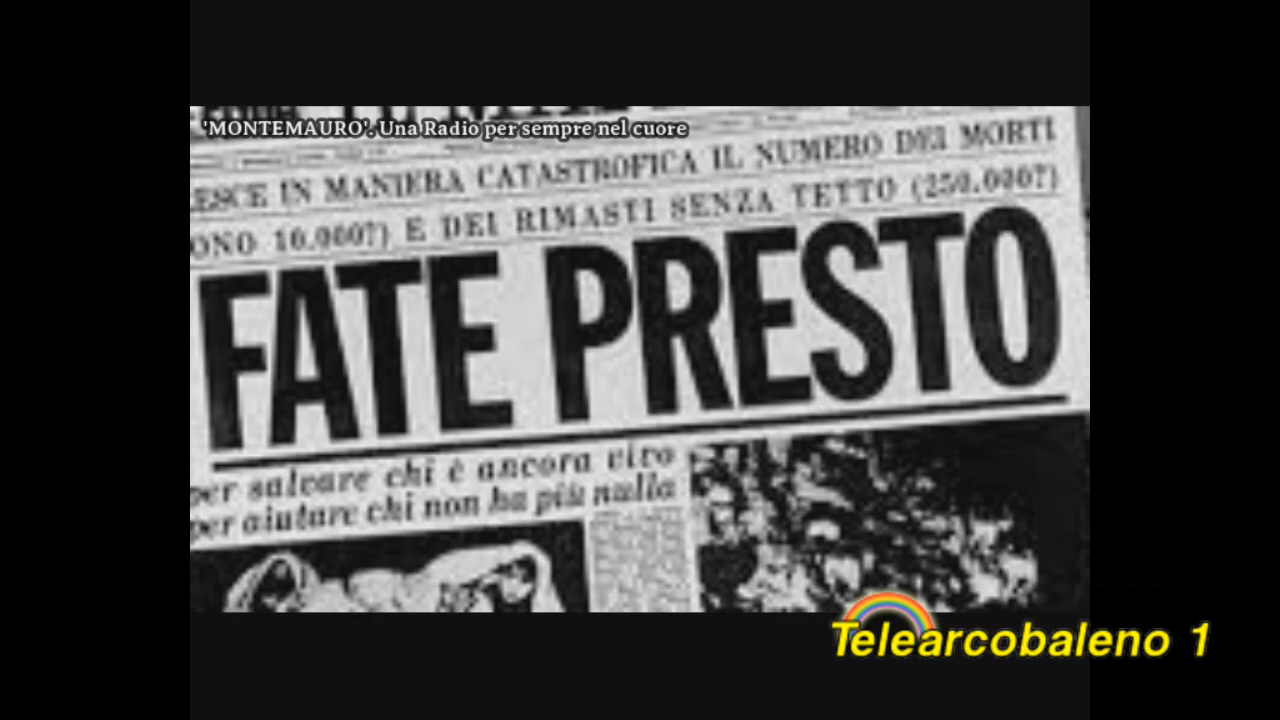 'MONTEMAURO'. Una Radio per sempre nel cuore
ESCE IN MANIERA CATASTROFICA IL NUMERO DEI MORTI
ONO 10.000?) E DEI RIMASTI SENZA TETTO (250.000?)
FATE PRESTO
per salvare chi è ancora vivo
per aiutare chi non ha più nulla
Telearcobaleno 1